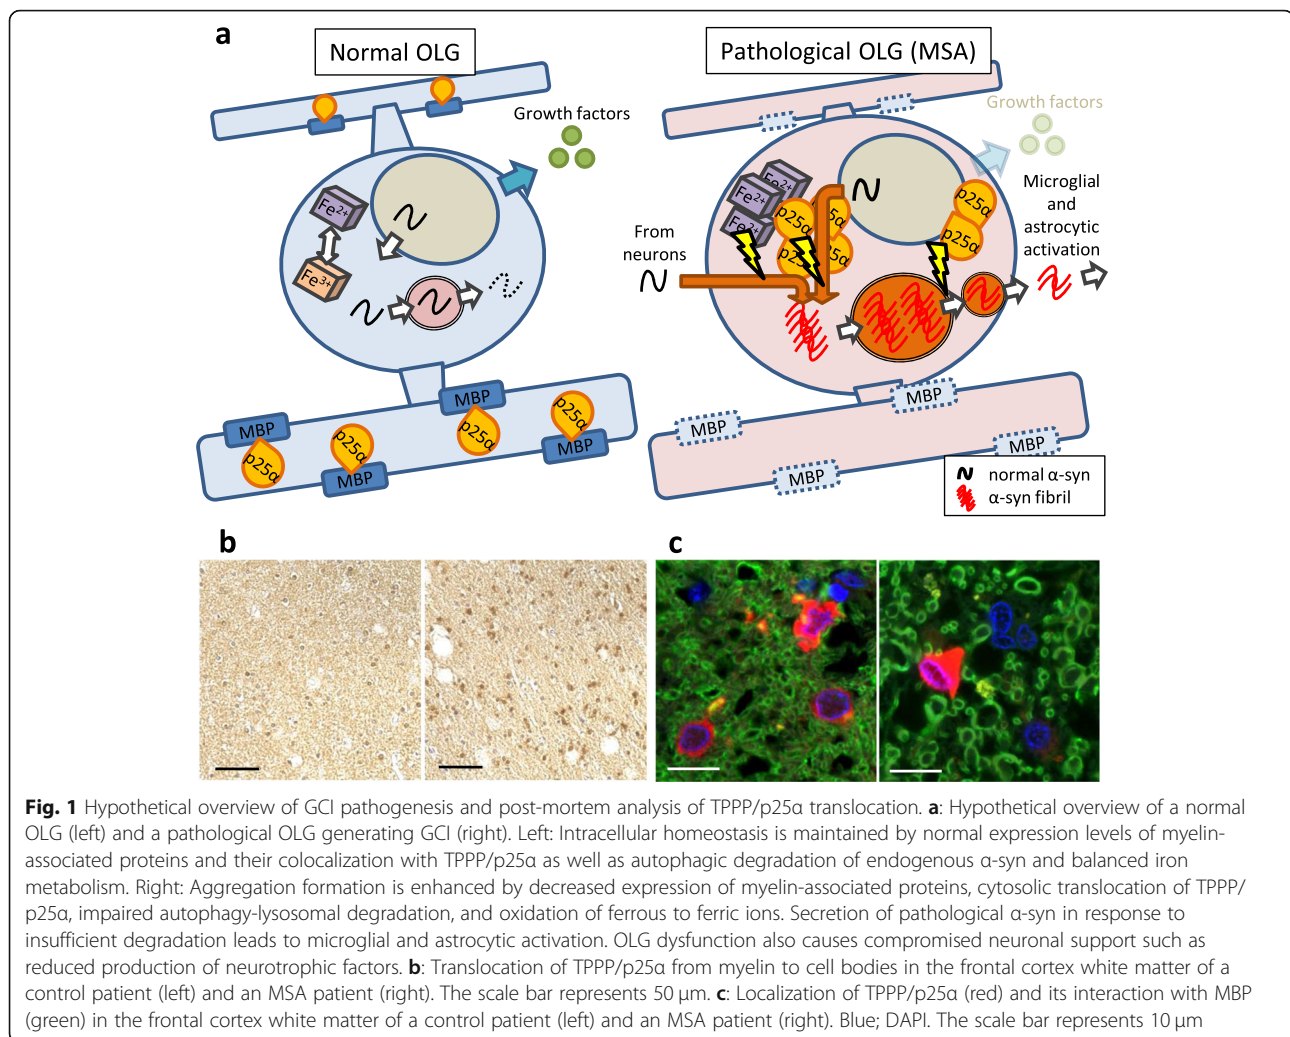 a
Normal OLG
Growth factors
Fe2+
Fe3+
MBP
p25α
p25α
MBP
MBP
p25α
p25α
MBP
Pathological OLG (MSA)
Growth factors
Microglial
and
astrocytic
activation
From
neurons
Fe2+
Fe2+
Fe2+
p25α
p25α
p25α
p25α
p25α
p25α
MBP
MBP
MBP
MBP
normal α-syn
α-syn fibril
b
c
Fig. 1 Hypothetical overview of GCI pathogenesis and post-mortem analysis of TPPP/p25α translocation. a: Hypothetical overview of a normal
OLG (left) and a pathological OLG generating GCI (right). Left: Intracellular homeostasis is maintained by normal expression levels of myelin-
associated proteins and their colocalization with TPPP/p25α as well as autophagic degradation of endogenous α-syn and balanced iron
metabolism. Right: Aggregation formation is enhanced by decreased expression of myelin-associated proteins, cytosolic translocation of TPPP/
p25α, impaired autophagy-lysosomal degradation, and oxidation of ferrous to ferric ions. Secretion of pathological α-syn in response to
insufficient degradation leads to microglial and astrocytic activation. OLG dysfunction also causes compromised neuronal support such as
reduced production of neurotrophic factors. b: Translocation of TPPP/p25α from myelin to cell bodies in the frontal cortex white matter of a
control patient (left) and an MSA patient (right). The scale bar represents 50 μm. c: Localization of TPPP/p25α (red) and its interaction with MBP
(green) in the frontal cortex white matter of a control patient (left) and an MSA patient (right). Blue; DAPI. The scale bar represents 10 μm